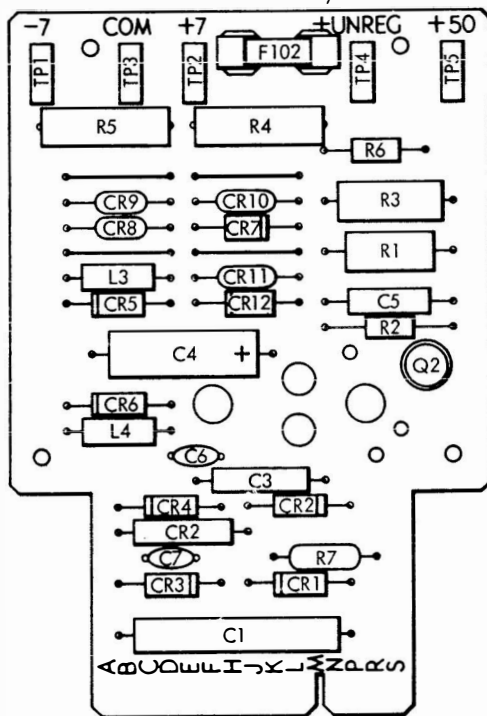 -7 COM +7 ±UNREG +50
TP1 TP3 TP2 F102 TP4 TP5
R5 R4
R6
CR9 CR10 R3
CR8 CR7
R1
L3 CR11
CR5 CR12 C5
R2
C4 + Q2
CR6
L4
C6
C3
CR4 CR2
CR2
C7 R7
CR3 CR1
C1
A B C D E F H J K L M N P R S